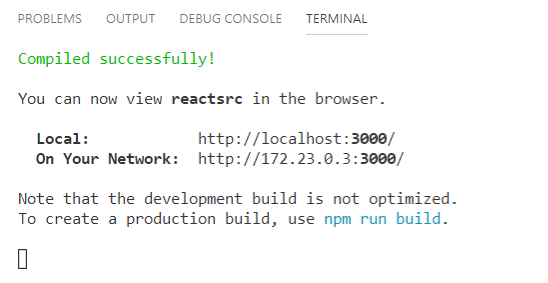 PROBLEMS OUTPUT DEBUG CONSOLE TERMINAL
Compiled successfully!
You can now view reactsrc in the browser.
Local: http://localhost:3000/
On Your Network: http://172.23.0.3:3000/
Note that the development build is not optimized.
To create a production build, use npm run build.